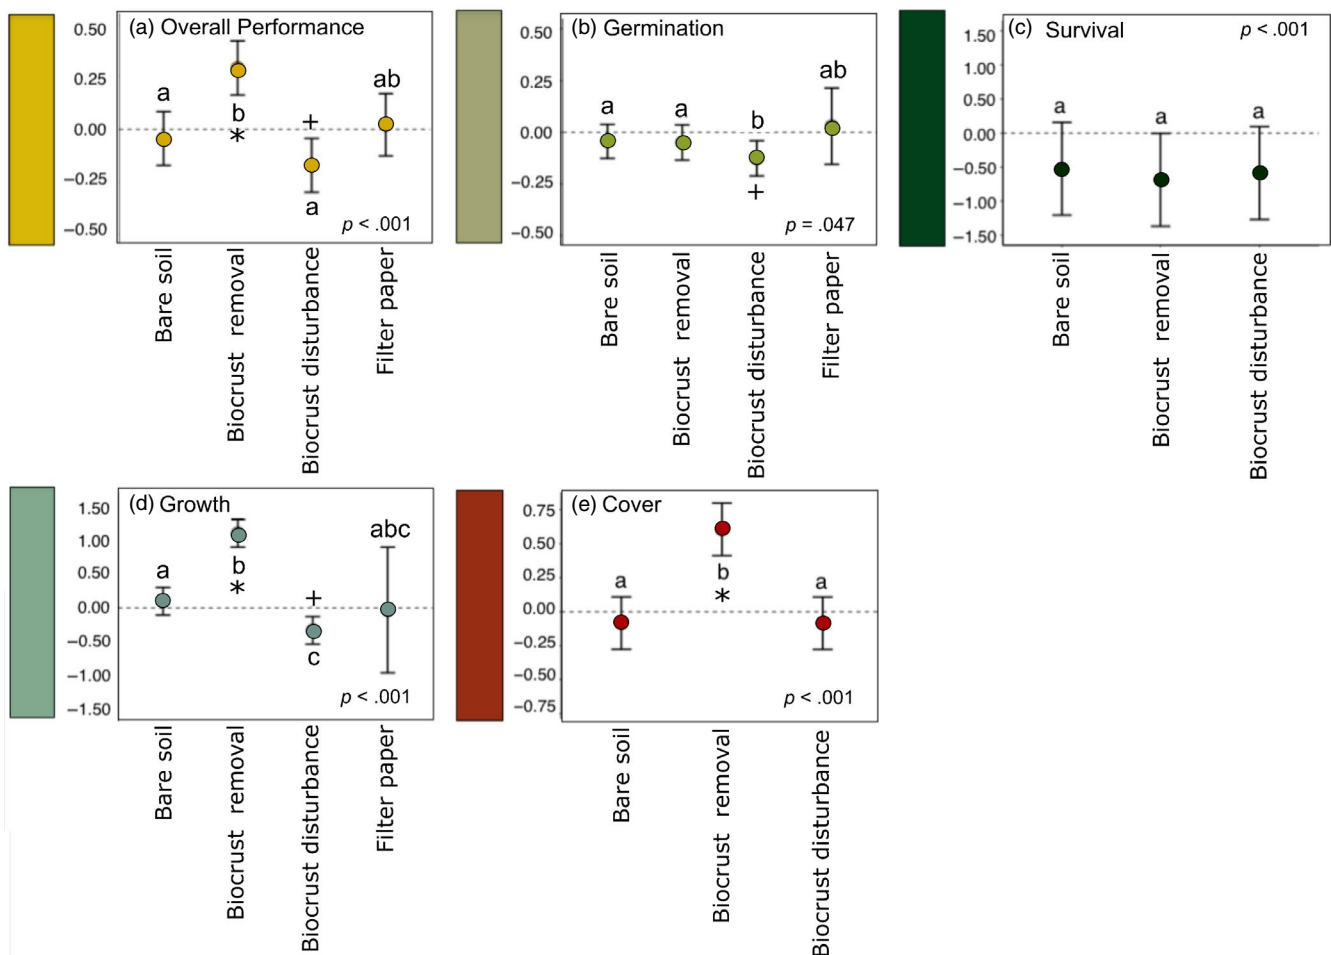 (a) Overall Performance
0.50
0.25
0.00
−0.25
−0.50
a
b
*
+
a
ab
p < .001
Bare soil
Biocrust removal
Biocrust disturbance
Filter paper
(b) Germination
0.50
0.25
0.00
−0.25
−0.50
a
a
b
+
ab
p = .047
Bare soil
Biocrust removal
Biocrust disturbance
Filter paper
(c) Survival
p < .001
1.50
1.00
0.50
0.00
−0.50
−1.00
−1.50
a
a
a
Bare soil
Biocrust removal
Biocrust disturbance
(d) Growth
1.50
1.00
0.50
0.00
−0.50
−1.00
−1.50
a
b
*
+
c
abc
p < .001
Bare soil
Biocrust removal
Biocrust disturbance
Filter paper
(e) Cover
0.75
0.50
0.25
0.00
−0.25
−0.50
−0.75
a
b
*
a
p < .001
Bare soil
Biocrust removal
Biocrust disturbance